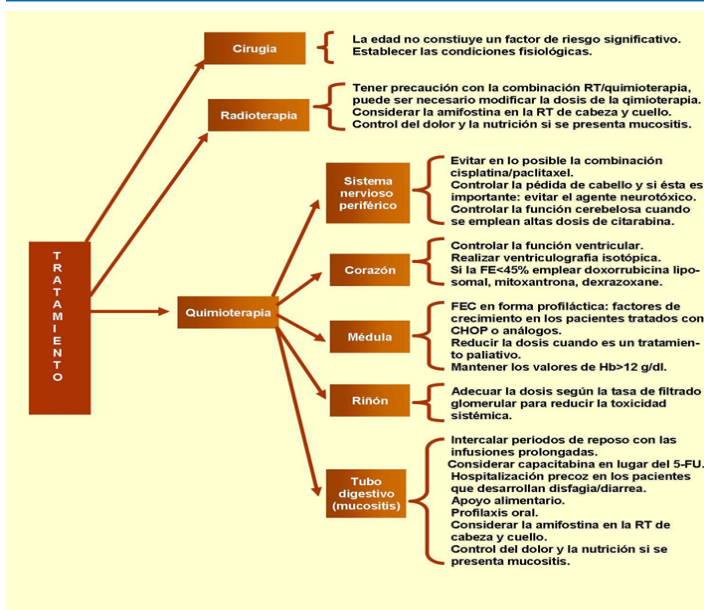 Cirugia
La edad no constiuye un factor de riesgo significativo.
Establecer las condiciones fisiológicas.
Radioterapia
Tener precaución con la combinación RT/quimioterapia,
puede ser necesario modificar la dosis de la qimioterapia.
Considerar la amifostina en la RT de cabeza y cuello.
Control del dolor y la nutrición si se presenta mucositis.
TRATAMIENTO
Quimioterapia
Sistema
nervioso
periférico
Evitar en lo posible la combinación
cisplatina/paclitaxel.
Controlar la pédida de cabello y si ésta es
importante: evitar el agente neurotóxico.
Controlar la función cerebelosa cuando
se emplean altas dosis de citarabina.
Corazón
Controlar la función ventricular.
Realizar ventriculografia isotópica.
Si la FE<45% emplear doxorrubicina lipo-
somal, mitoxantrona, dexrazoxane.
Médula
FEC en forma profiláctica: factores de
crecimiento en los pacientes tratados con
CHOP o análogos.
Reducir la dosis cuando es un tratamien-
to paliativo.
Mantener los valores de Hb>12 g/dl.
Riñón
Adecuar la dosis según la tasa de filtrado
glomerular para reducir la toxicidad
sistémica.
Tubo
digestivo
(mucositis)
Intercalar periodos de reposo con las
infusiones prolongadas.
Considerar capacitabina en lugar del 5-FU.
Hospitalización precoz en los pacientes
que desarrollan disfagia/diarrea.
Apoyo alimentario.
Profilaxis oral.
Considerar la amifostina en la RT de
cabeza y cuello.
Control del dolor y la nutrición si se
presenta mucositis.